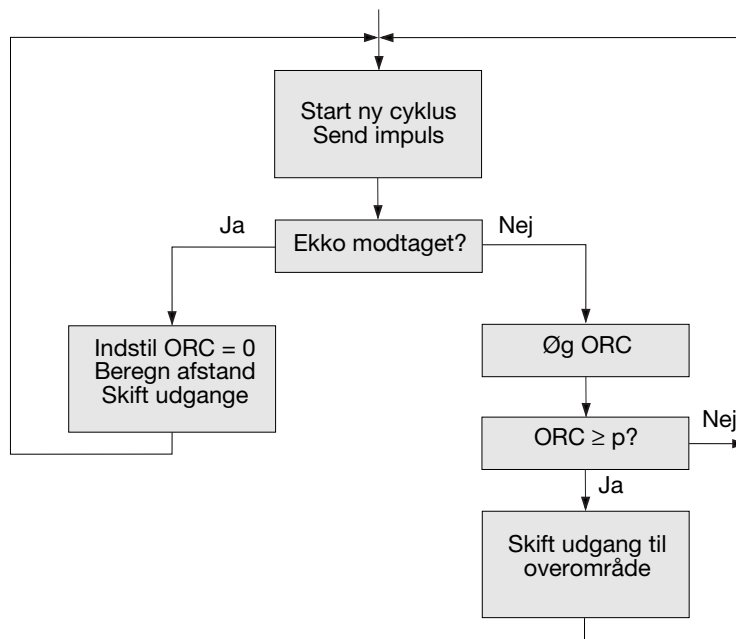 Start ny cyklus
Send impuls
Ja
Ekko modtaget?
Nej
Indstil ORC = 0
Beregn afstand
Skift udgange
Øg ORC
ORC ≥ p?
Nej
Ja
Skift udgang til
overområde